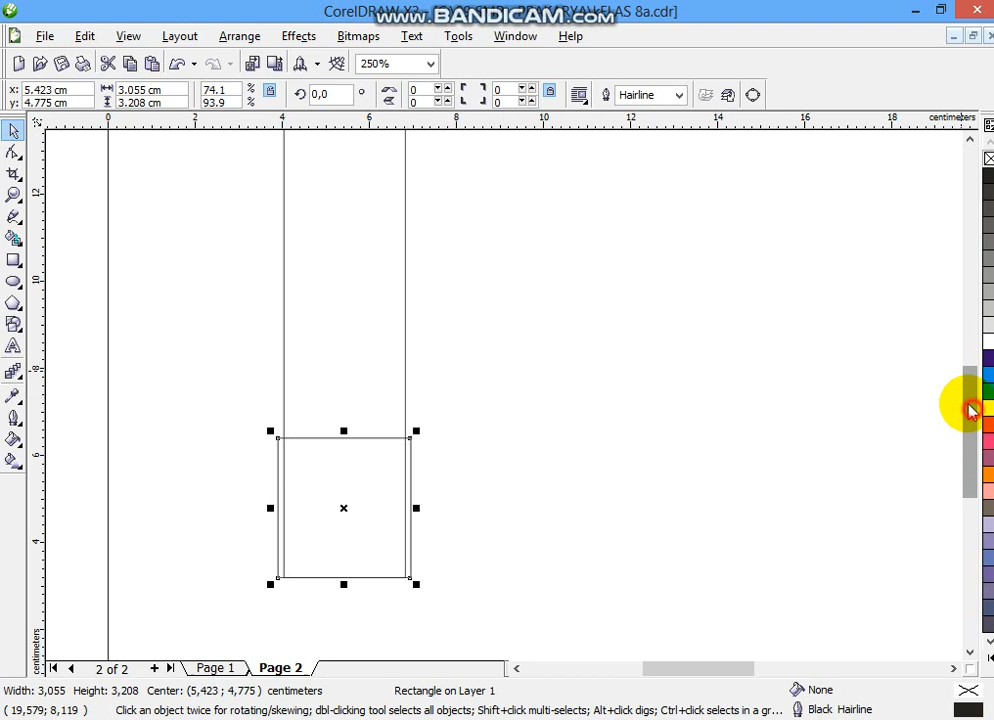 CorelDRAW X3
KELAS 8a.cdr]
www.BANDICAM.com
File Edit View Layout Arrange Effects Bitmaps Text Tools Window Help
250%
x: 5.423 cm 3.055 cm 74.1 % 0,0 ° 0 0 Hairline
y: 4.775 cm 3.208 cm 93.9 % 0 0
0 2 4 6 8 10 12 14 16 18 centimeters
12
10
8
6
4
centimeters
2 of 2 Page 1 Page 2
Width: 3,055 Height: 3,208 Center: (5,423 ; 4,775) centimeters Rectangle on Layer 1 None
( 19,579; 8,119 ) Click an object twice for rotating/skewing; dbl-clicking tool selects all objects; Shift+click multi-selects; Alt+click digs; Ctrl+click selects in a gr... Black Hairline